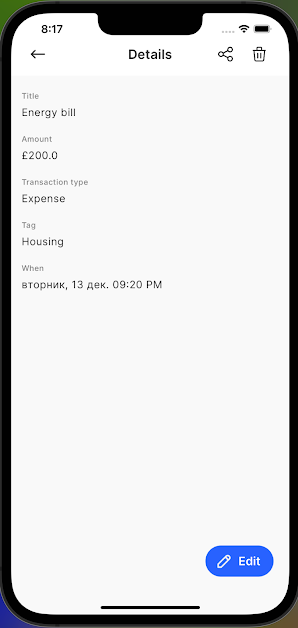 8:17
Details
Title
Energy bill
Amount
£200.0
Transaction type
Expense
Tag
Housing
When
вторник, 13 дек. 09:20 PM
Edit